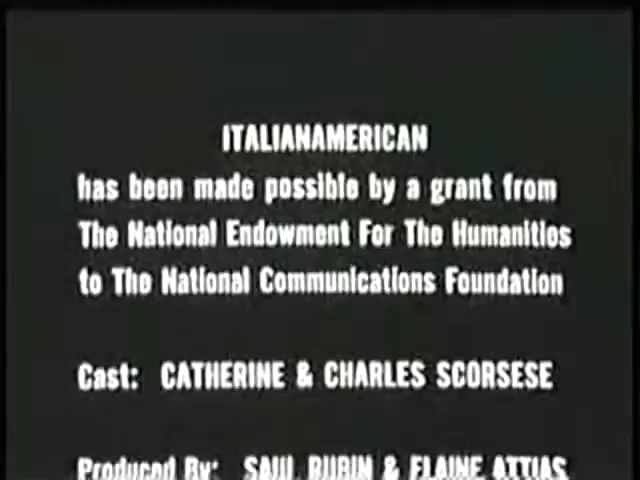 ITALIANAMERICAN
has been made possible by a grant from
The National Endowment For The Humanities
to The National Communications Foundation
Cast: CATHERINE & CHARLES SCORSESE
Produced By: SAUL RUBIN & ELAINE ATTIAS